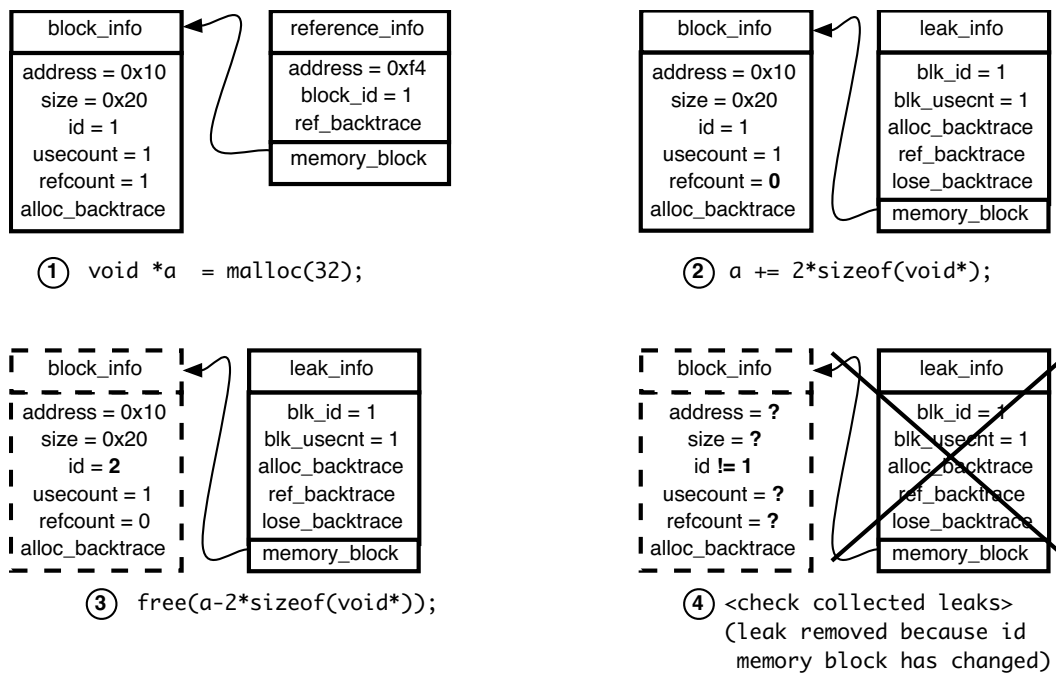 block_info
address = 0x10
size = 0x20
id = 1
usecount = 1
refcount = 1
alloc_backtrace
reference_info
address = 0xf4
block_id = 1
ref_backtrace
memory_block
1 void *a  = malloc(32);
block_info
address = 0x10
size = 0x20
id = 1
usecount = 1
refcount = 0
alloc_backtrace
leak_info
blk_id = 1
blk_usecnt = 1
alloc_backtrace
ref_backtrace
lose_backtrace
memory_block
2 a += 2*sizeof(void*);
block_info
address = 0x10
size = 0x20
id = 2
usecount = 1
refcount = 0
alloc_backtrace
leak_info
blk_id = 1
blk_usecnt = 1
alloc_backtrace
ref_backtrace
lose_backtrace
memory_block
3 free(a-2*sizeof(void*));
block_info
address = ?
size = ?
id != 1
usecount = ?
refcount = ?
alloc_backtrace
leak_info
blk_id = 1
blk_usecnt = 1
alloc_backtrace
ref_backtrace
lose_backtrace
memory_block
4 <check collected leaks>
(leak removed because id
memory block has changed)